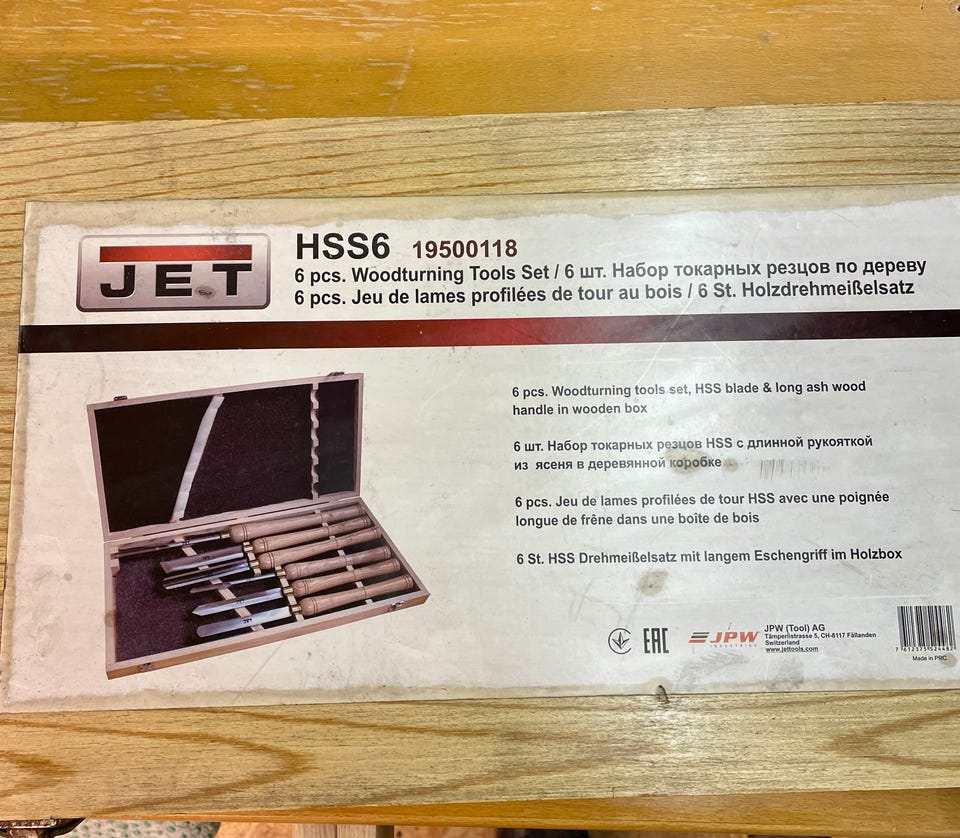 JET
HSS6 19500118
6 pcs. Woodturning Tools Set / 6 шт. Набор токарных резцов по дереву
6 pcs. Jeu de lames profilées de tour au bois / 6 St. Holzdrehmeißelsatz
6 pcs. Woodturning tools set, HSS blade & long ash wood
handle in wooden box
6 шт. Набор токарных резцов HSS с длинной рукояткой
из ясеня в деревянной коробке
6 pcs. Jeu de lames profilées de tour HSS avec une poignée
longue de frêne dans une boîte de bois
6 St. HSS Drehmeißelsatz mit langem Eschengriff im Holzbox
EAC
JPW
INDUSTRIES
JPW (Tool) AG
Tämperlistrasse 5, CH-8117 Fällanden
Switzerland
www.jettools.com
7 612375 524482
Made in PRC